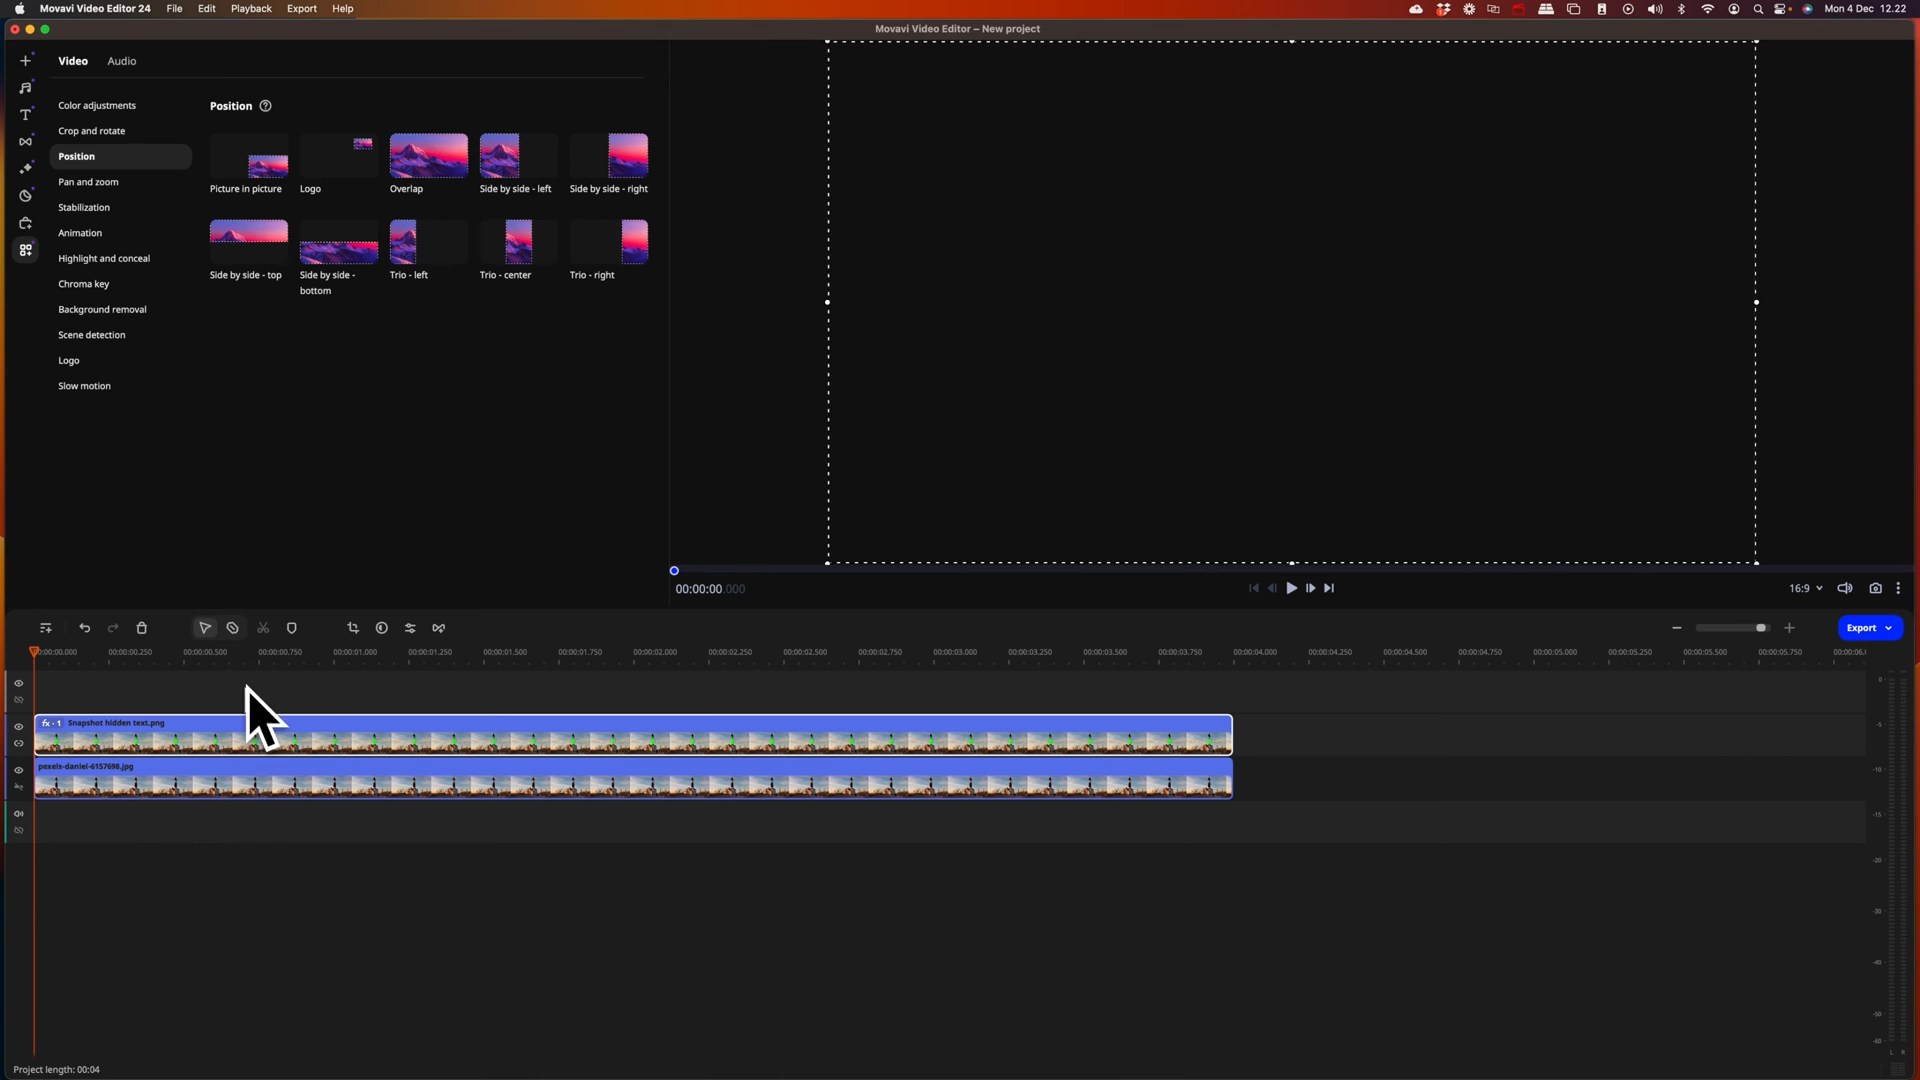 Movavi Video Editor 24 File Edit Playback Export Help
Mon 4 Dec 12.22
Movavi Video Editor – New project
Video Audio
Color adjustments
Crop and rotate
Position
Pan and zoom
Stabilization
Animation
Highlight and conceal
Chroma key
Background removal
Scene detection
Logo
Slow motion
Position ?
Picture in picture Logo Overlap Side by side - left Side by side - right
Side by side - top Side by side - bottom Trio - left Trio - center Trio - right
00:00:00.000
16:9
Export
00:00:00.000 00:00:00.250 00:00:00.500 00:00:00.750 00:00:01.000 00:00:01.250 00:00:01.500 00:00:01.750 00:00:02.000 00:00:02.250 00:00:02.500 00:00:02.750 00:00:03.000 00:00:03.250 00:00:03.500 00:00:03.750 00:00:04.000 00:00:04.250 00:00:04.500 00:00:04.750 00:00:05.000 00:00:05.250 00:00:05.500 00:00:05.750
fx · 1 Snapshot hidden text.png
pexels-daniel-6157698.jpg
0
-5
-10
-15
-20
-30
-40
-50
-60
L R
Project length: 00:04